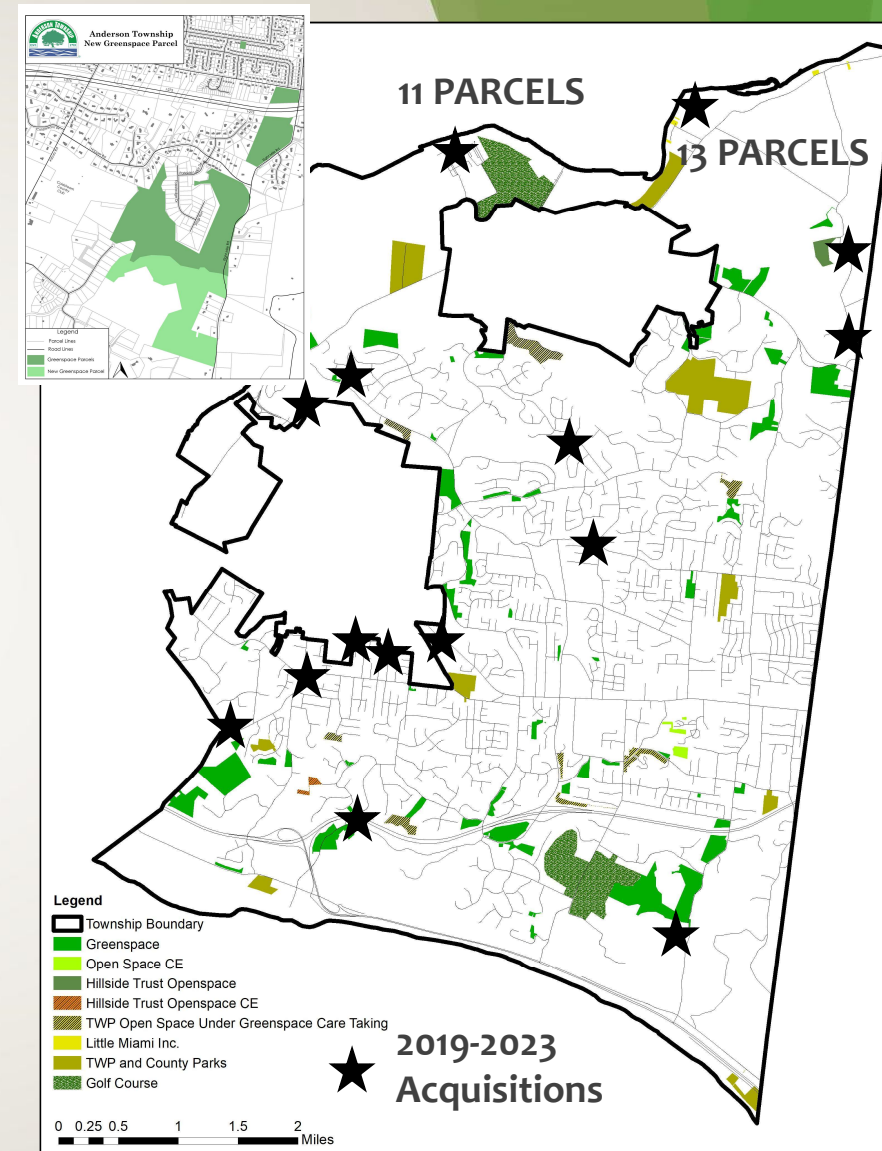 Anderson Township
Anderson Township
New Greenspace Parcel
Legend
Parcel Lines
Road Lines
Greenspace Parcels
New Greenspace Parcel
11 PARCELS
13 PARCELS
Legend
Township Boundary
Greenspace
Open Space CE
Hillside Trust Openspace
Hillside Trust Openspace CE
TWP Open Space Under Greenspace Care Taking
Little Miami Inc.
TWP and County Parks
Golf Course
2019-2023
Acquisitions
0 0.25 0.5 1 1.5 2
Miles